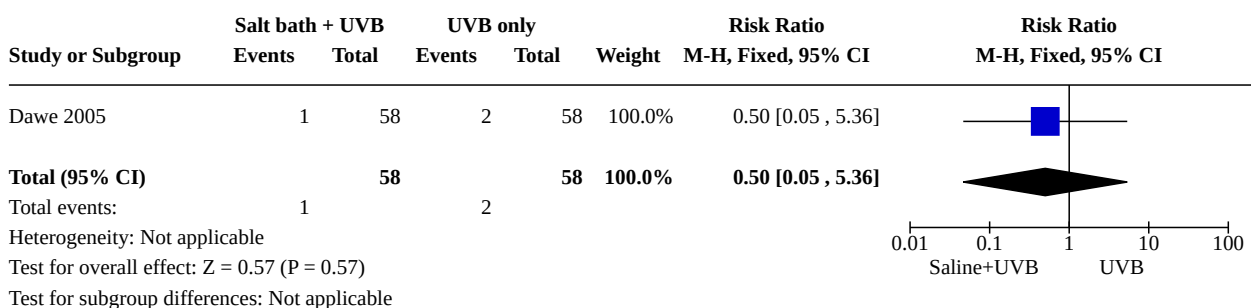 Salt bath + UVB UVB only Risk Ratio Risk Ratio
Study or Subgroup Events Total Events Total Weight M-H, Fixed, 95% CI M-H, Fixed, 95% CI
Dawe 2005 1 58 2 58 100.0% 0.50 [0.05 , 5.36]
Total (95% CI) 58 58 100.0% 0.50 [0.05 , 5.36]
Total events: 1 2
Heterogeneity: Not applicable
0.01 0.1 1 10 100
Test for overall effect: Z = 0.57 (P = 0.57)
Saline+UVB UVB
Test for subgroup differences: Not applicable